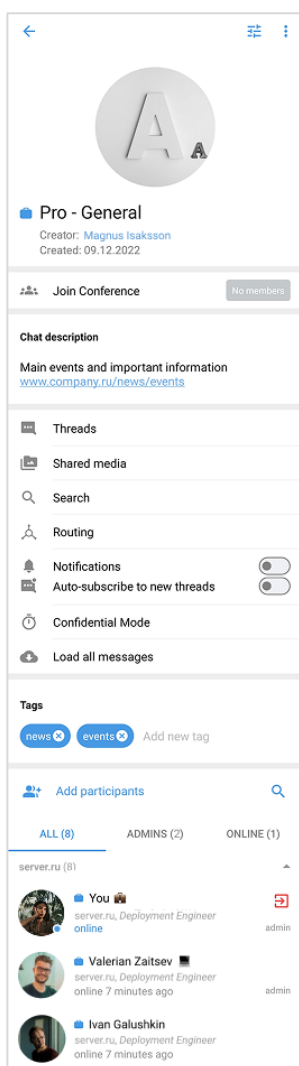 Pro - General
Creator: Magnus Isaksson
Created: 09.12.2022
Join Conference No members
Chat description
Main events and important information
www.company.ru/news/events
Threads
Shared media
Search
Routing
Notifications
Auto-subscribe to new threads
Confidential Mode
Load all messages
Tags
news events Add new tag
Add participants
ALL (8) ADMINS (2) ONLINE (1)
server.ru (8)
You
server.ru, Deployment Engineer
online admin
Valerian Zaitsev
server.ru, Deployment Engineer
online 7 minutes ago admin
Ivan Galushkin
server.ru, Deployment Engineer
online 7 minutes ago